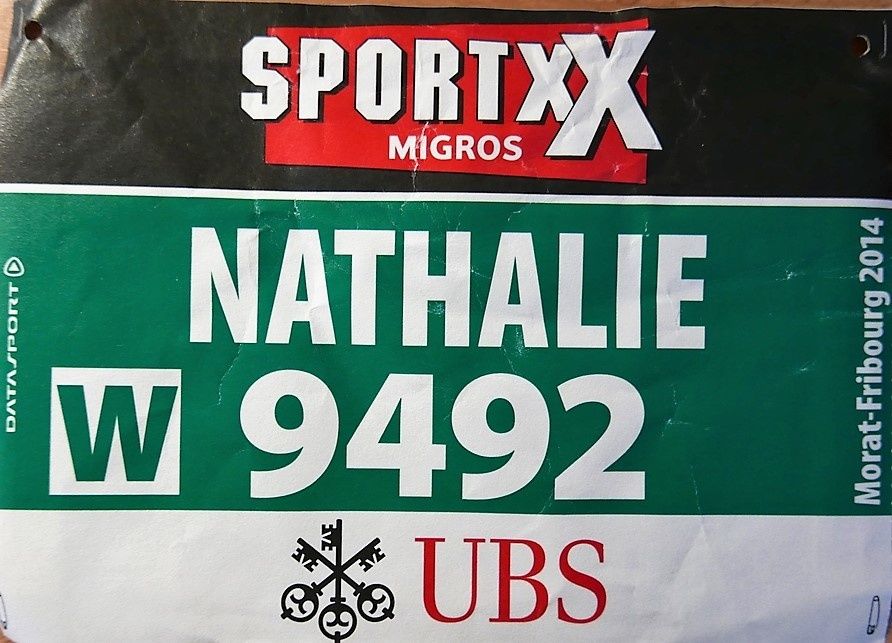 SPORTXX
MIGROS
NATHALIE
W 9492
UBS
DATASPORT
Morat-Fribourg 2014